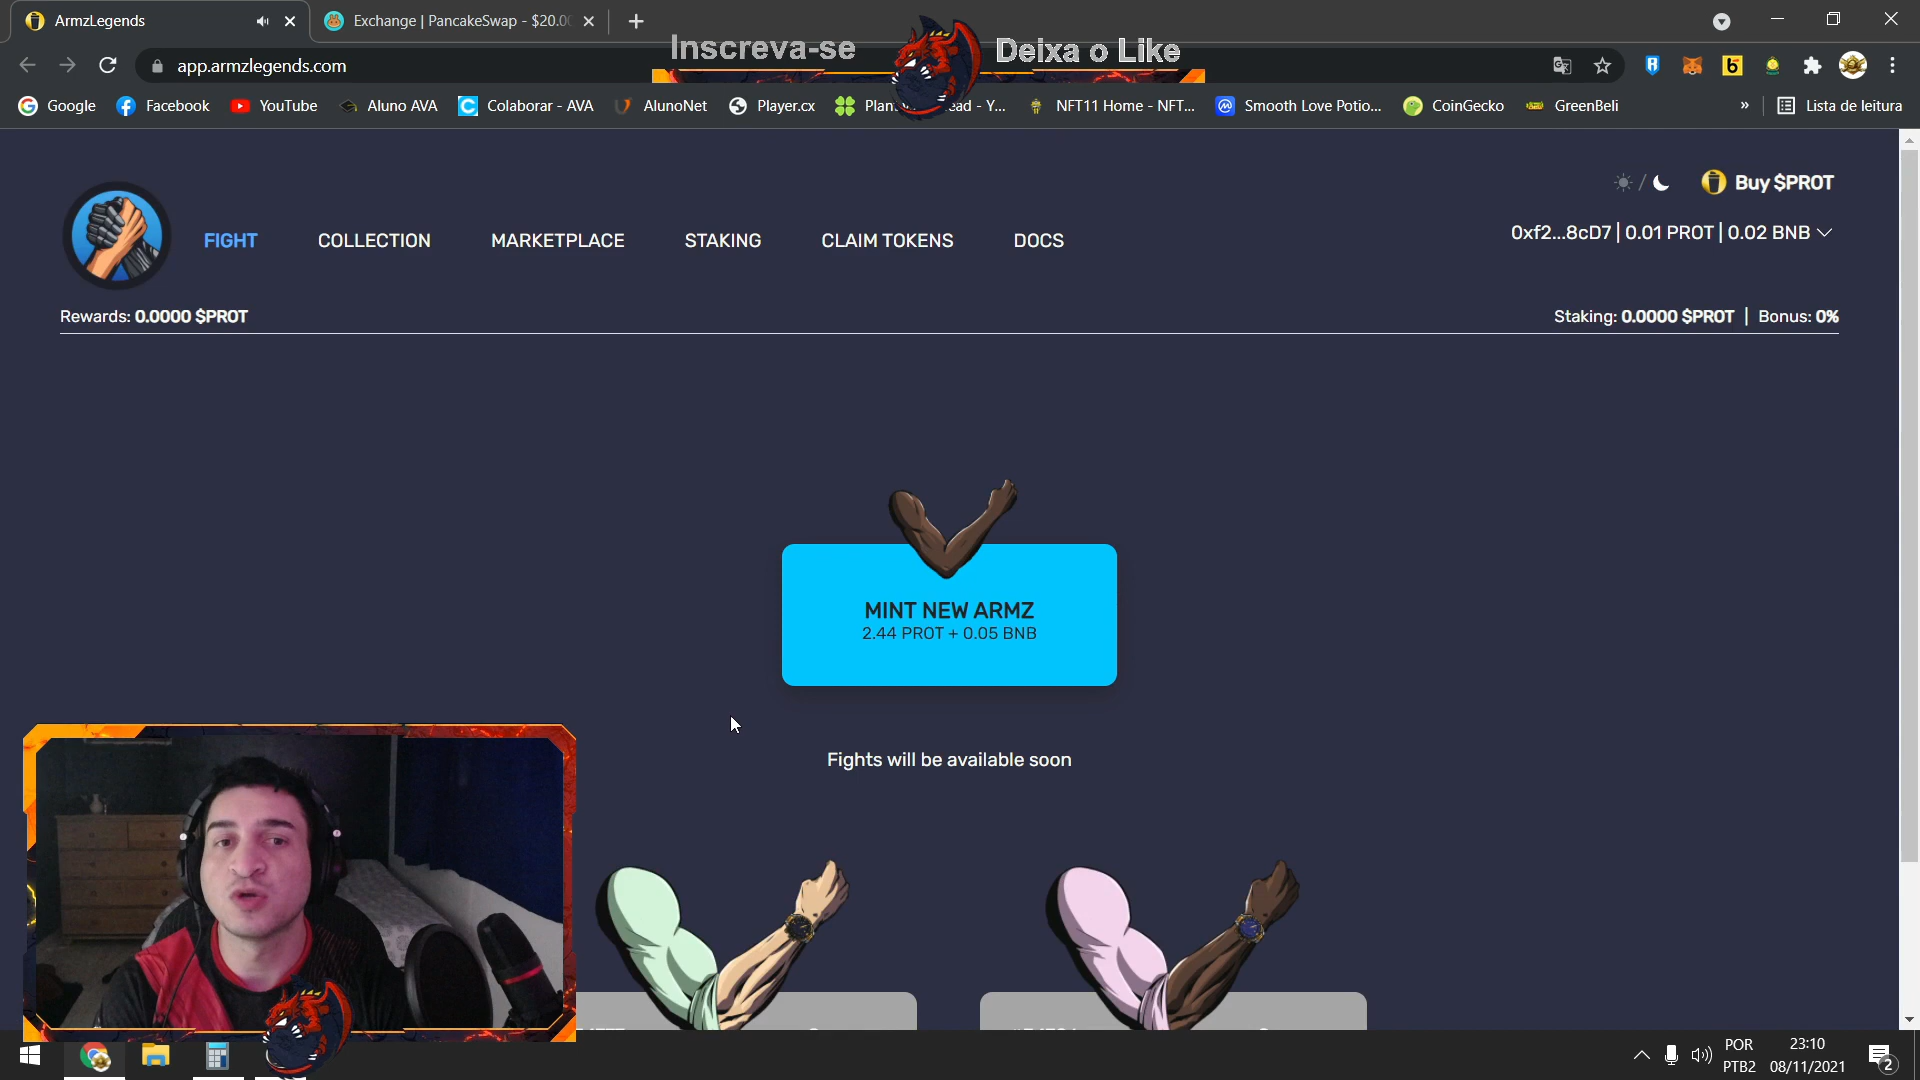 ArmzLegends
Exchange | PancakeSwap - $20.0
Inscreva-se
Deixa o Like
app.armzlegends.com
Google
Facebook
YouTube
Aluno AVA
Colaborar - AVA
AlunoNet
Player.cx
NFT11 Home - NFT...
Smooth Love Potio...
CoinGecko
GreenBeli
»
Lista de leitura
Buy $PROT
FIGHT
COLLECTION
MARKETPLACE
STAKING
CLAIM TOKENS
DOCS
0xf2...8cD7 | 0.01 PROT | 0.02 BNB
Rewards: 0.0000 $PROT
Staking: 0.0000 $PROT | Bonus: 0%
MINT NEW ARMZ
2.44 PROT + 0.05 BNB
Fights will be available soon
POR
PTB2
23:10
08/11/2021
2